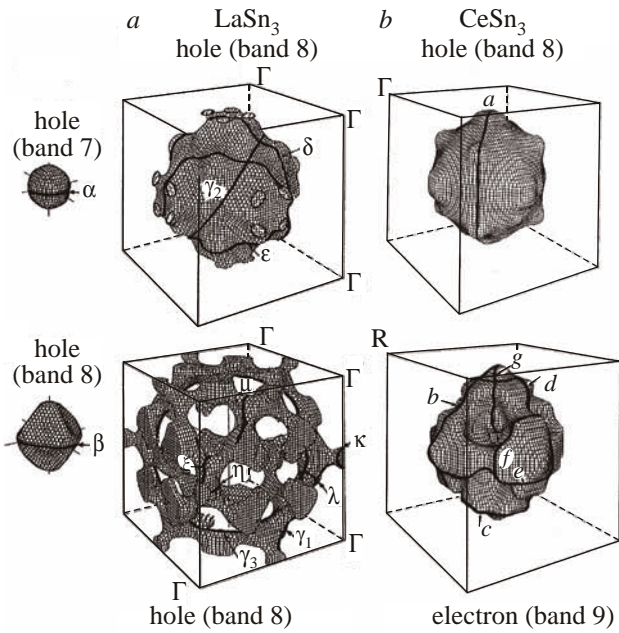 a LaSn3 b CeSn3
hole (band 8) hole (band 8)
Γ
Γ
Γ
hole
(band 7)
α
γ2
δ
ε
Γ
a
hole
(band 8)
β
Γ
Γ
μ
κ
ξ
η
λ
γ1
γ3
Γ
Γ
hole (band 8)
R
g
b
d
f
e
c
electron (band 9)